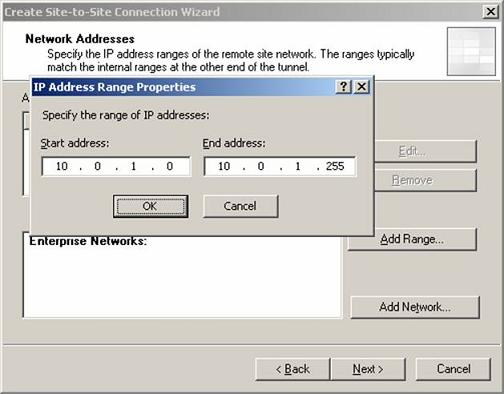 Create Site-to-Site Connection Wizard
Network Addresses
Specify the IP address ranges of the remote site network. The ranges typically
match the internal ranges at the other end of the tunnel.
IP Address Range Properties
Specify the range of IP addresses:
Start address:
End address:
10 . 0 . 1 . 0
10 . 0 . 1 . 255
OK
Cancel
Edit...
Remove
Enterprise Networks:
Add Range...
Add Network...
< Back
Next >
Cancel